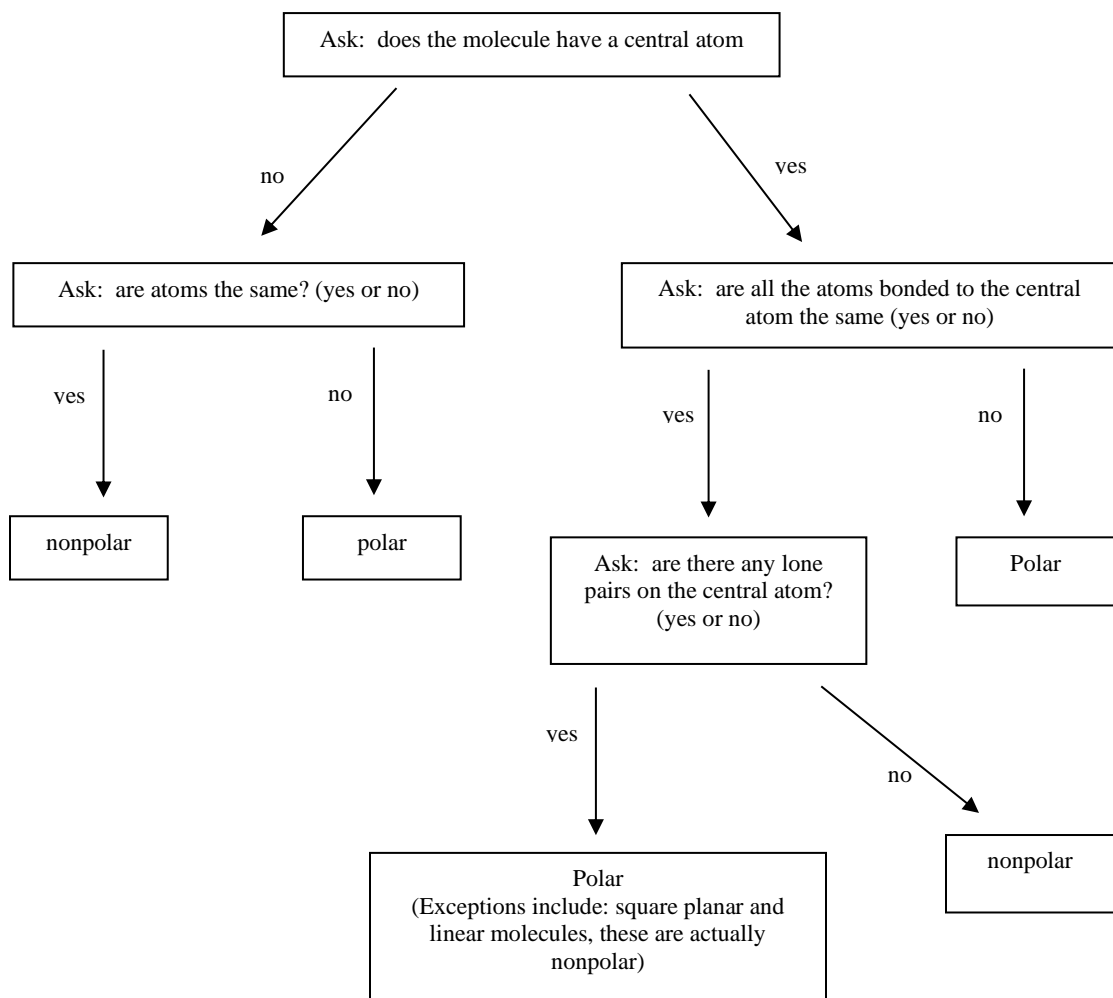 Ask:  does the molecule have a central atom
no
yes
Ask:  are atoms the same? (yes or no)
Ask:  are all the atoms bonded to the central
atom the same (yes or no)
yes
no
yes
no
nonpolar
polar
Ask:  are there any lone
pairs on the central atom?
(yes or no)
Polar
yes
no
Polar
(Exceptions include: square planar and
linear molecules, these are actually
nonpolar)
nonpolar